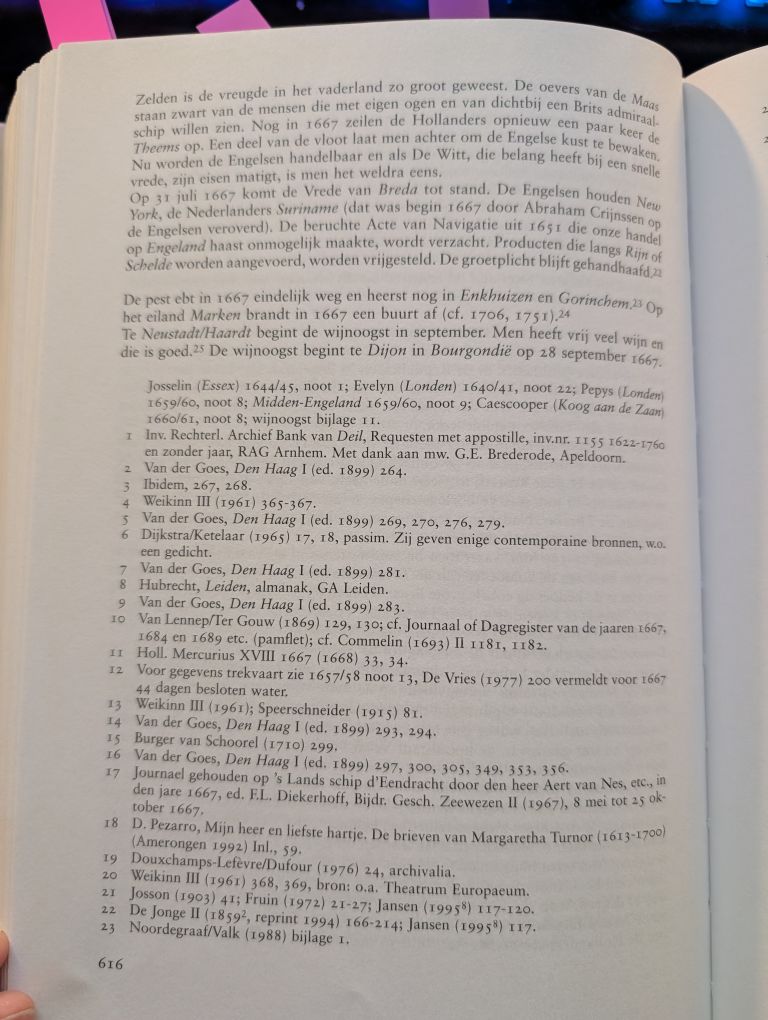 Zelden is de vreugde in het vaderland zo groot geweest. De oevers van de Maas
staan zwart van de mensen die met eigen ogen en van dichtbij een Brits admiraal-
schip willen zien. Nog in 1667 zeilen de Hollanders opnieuw een paar keer de
Theems op. Een deel van de vloot laat men achter om de Engelse kust te bewaken.
Nu worden de Engelsen handelbaar en als De Witt, die belang heeft bij een snelle
vrede, zijn eisen matigt, is men het weldra eens.
Op 31 juli 1667 komt de Vrede van Breda tot stand. De Engelsen houden New
York, de Nederlanders Suriname (dat was begin 1667 door Abraham Crijnssen op
de Engelsen veroverd). De beruchte Acte van Navigatie uit 1651 die onze handel
op Engeland haast onmogelijk maakte, wordt verzacht. Producten die langs Rijn of
Schelde worden aangevoerd, worden vrijgesteld. De groetplicht blijft gehandhaafd.22
De pest ebt in 1667 eindelijk weg en heerst nog in Enkhuizen en Gorinchem.23 Op
het eiland Marken brandt in 1667 een buurt af (cf. 1706, 1751).24
Te Neustadt/Haardt begint de wijnoogst in september. Men heeft vrij veel wijn en
die is goed.25 De wijnoogst begint te Dijon in Bourgondië op 28 september 1667.
Josselin (Essex) 1644/45, noot 1; Evelyn (Londen) 1640/41, noot 22; Pepys (Londen)
1659/60, noot 8; Midden-Engeland 1659/60, noot 9; Caescooper (Koog aan de Zaan)
1660/61, noot 8; wijnoogst bijlage 11.
1 Inv. Rechterl. Archief Bank van Deil, Requesten met appostille, inv.nr. 1155 1622-1760
en zonder jaar, RAG Arnhem. Met dank aan mw. G.E. Brederode, Apeldoorn.
2 Van der Goes, Den Haag I (ed. 1899) 264.
3 Ibidem, 267, 268.
4 Weikinn III (1961) 365-367.
5 Van der Goes, Den Haag I (ed. 1899) 269, 270, 276, 279.
6 Dijkstra/Ketelaar (1965) 17, 18, passim. Zij geven enige contemporaine bronnen, w.o.
een gedicht.
7 Van der Goes, Den Haag I (ed. 1899) 281.
8 Hubrecht, Leiden, almanak, GA Leiden.
9 Van der Goes, Den Haag I (ed. 1899) 283.
10 Van Lennep/Ter Gouw (1869) 129, 130; cf. Journaal of Dagregister van de jaaren 1667,
1684 en 1689 etc. (pamflet); cf. Commelin (1693) II 1181, 1182.
11 Holl. Mercurius XVIII 1667 (1668) 33, 34.
12 Voor gegevens trekvaart zie 1657/58 noot 13, De Vries (1977) 200 vermeldt voor 1667
44 dagen besloten water.
13 Weikinn III (1961); Speerschneider (1915) 81.
14 Van der Goes, Den Haag I (ed. 1899) 293, 294.
15 Burger van Schoorel (1710) 299.
16 Van der Goes, Den Haag I (ed. 1899) 297, 300, 305, 349, 353, 356.
17 Journael gehouden op 's Lands schip d'Eendracht door den heer Aert van Nes, etc., in
den jare 1667, ed. F.L. Diekerhoff, Bijdr. Gesch. Zeewezen II (1967), 8 mei tot 25 ok-
tober 1667.
18 D. Pezarro, Mijn heer en liefste hartje. De brieven van Margaretha Turnor (1613-1700)
(Amerongen 1992) Inl., 59.
19 Douxchamps-Lefèvre/Dufour (1976) 24, archivalia.
20 Weikinn III (1961) 368, 369, bron: o.a. Theatrum Europaeum.
21 Josson (1903) 41; Fruin (1972) 21-27; Jansen (1995⁸) 117-120.
22 De Jonge II (1859², reprint 1994) 166-214; Jansen (1995⁸) 117.
23 Noordegraaf/Valk (1988) bijlage 1.
616